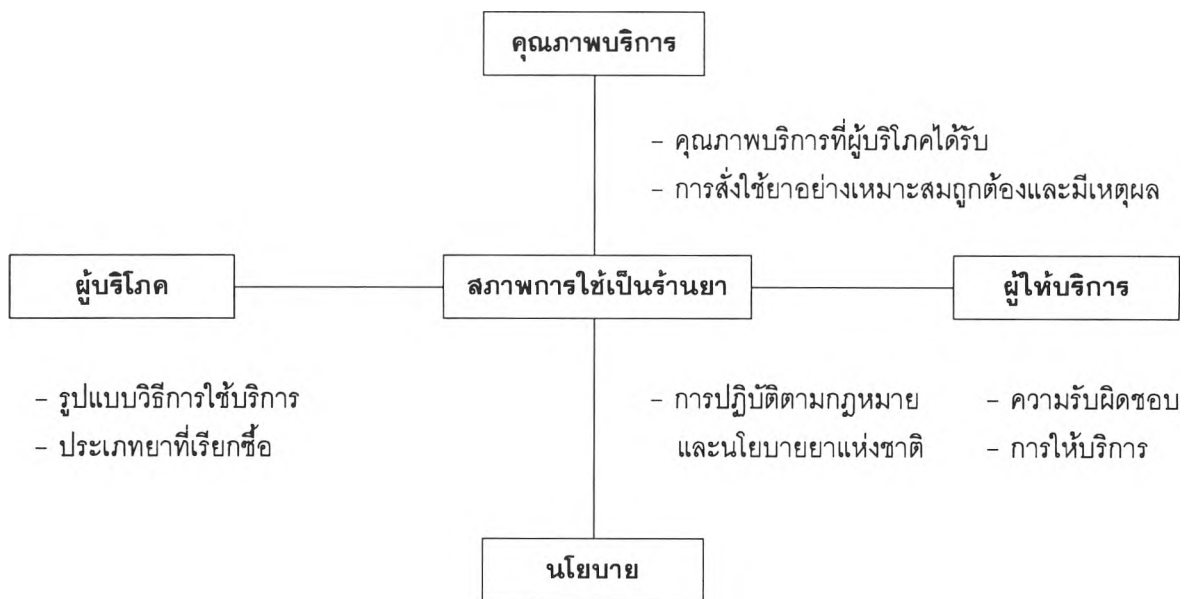 คุณภาพบริการ
- คุณภาพบริการที่ผู้บริโภคได้รับ
- การสั่งใช้ยาอย่างเหมาะสมถูกต้องและมีเหตุผล
ผู้บริโภค
สภาพการใช้เป็นร้านยา
ผู้ให้บริการ
- รูปแบบวิธีการใช้บริการ
- ประเภทยาที่เรียกซื้อ
- การปฏิบัติตามกฎหมาย
และนโยบายยาแห่งชาติ
- ความรับผิดชอบ
- การให้บริการ
นโยบาย